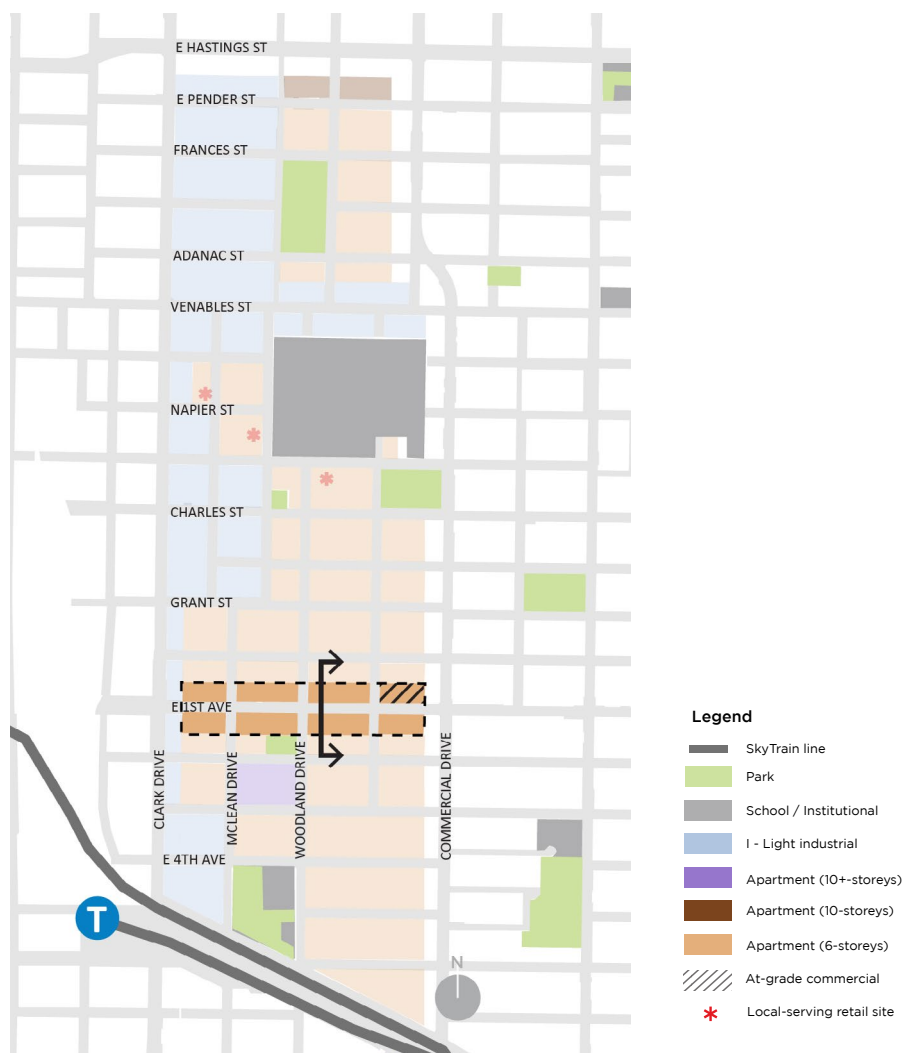 E HASTINGS ST
E PENDER ST
FRANCES ST
ADANAC ST
VENABLES ST
NAPIER ST
CHARLES ST
GRANT ST
E 1ST AVE
CLARK DRIVE
MCLEAN DRIVE
WOODLAND DRIVE
COMMERCIAL DRIVE
E 4TH AVE
T
N
Legend
SkyTrain line
Park
School / Institutional
I - Light industrial
Apartment (10+-storeys)
Apartment (10-storeys)
Apartment (6-storeys)
At-grade commercial
Local-serving retail site